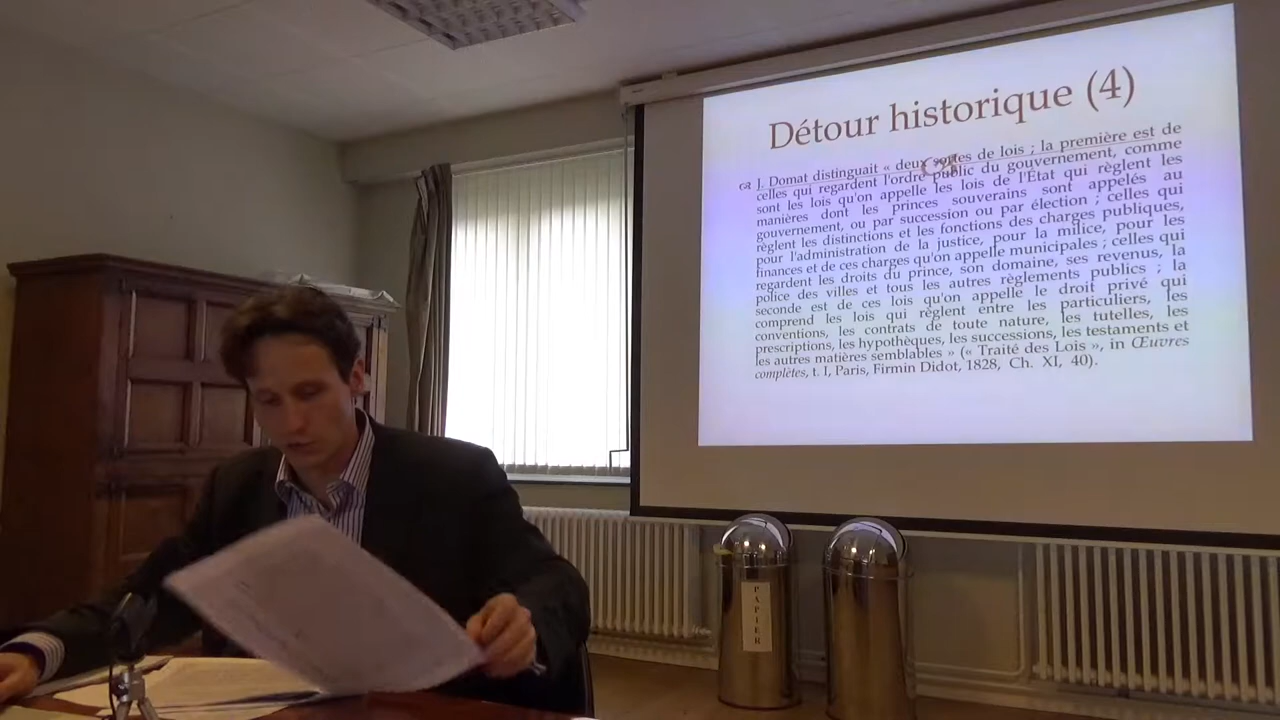 Détour historique (4)
J. Domat distinguait « deux sortes de lois ; la première est de
celles qui regardent l'ordre public du gouvernement, comme
sont les lois qu'on appelle les lois de l'État qui règlent les
manières dont les princes souverains sont appelés au
gouvernement, ou par succession ou par élection ; celles qui
règlent les distinctions et les fonctions des charges publiques,
pour l'administration de la justice, pour la milice, pour les
finances et de ces charges qu'on appelle municipales ; celles qui
regardent les droits du prince, son domaine, ses revenus, la
police des villes et tous les autres règlements publics ; la
seconde est de ces lois qu'on appelle le droit privé qui
comprend les lois qui règlent entre les particuliers, les
conventions, les contrats de toute nature, les tutelles, les
prescriptions, les hypothèques, les successions, les testaments et
les autres matières semblables » (« Traité des Lois », in Œuvres
complètes, t. I, Paris, Firmin Didot, 1828, Ch. XI, 40).
PAPIER